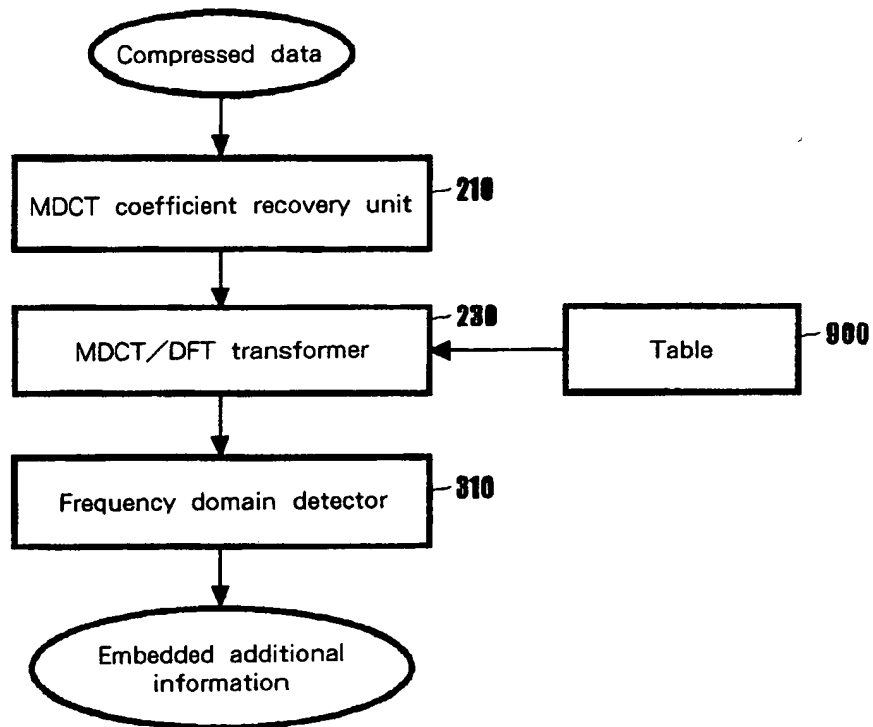 Compressed data
MDCT coefficient recovery unit
210
MDCT/DFT transformer
230
Table
900
Frequency domain detector
310
Embedded additional
information